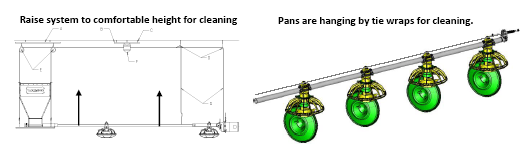 Raise system to comfortable height for cleaning
Pans are hanging by tie wraps for cleaning.